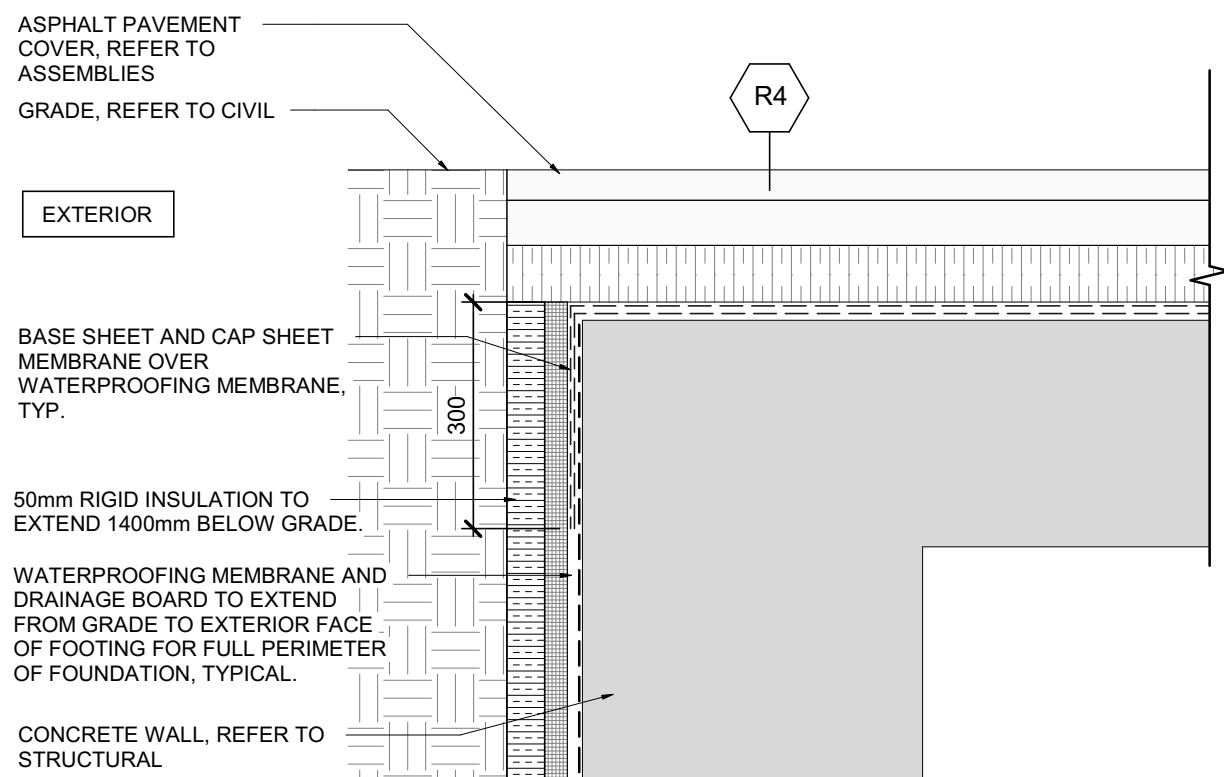 ASPHALT PAVEMENT
COVER, REFER TO
ASSEMBLIES
GRADE, REFER TO CIVIL
R4
EXTERIOR
BASE SHEET AND CAP SHEET
MEMBRANE OVER
WATERPROOFING MEMBRANE,
TYP.
300
50mm RIGID INSULATION TO
EXTEND 1400mm BELOW GRADE.
WATERPROOFING MEMBRANE AND
DRAINAGE BOARD TO EXTEND
FROM GRADE TO EXTERIOR FACE
OF FOOTING FOR FULL PERIMETER
OF FOUNDATION, TYPICAL.
CONCRETE WALL, REFER TO
STRUCTURAL